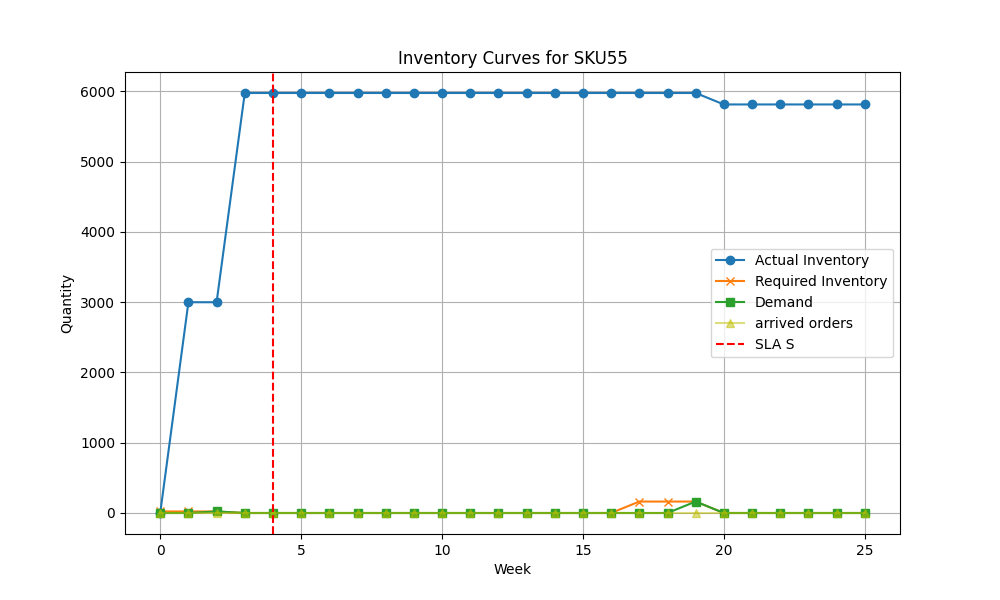 Inventory Curves for SKU55
Quantity
6000
5000
4000
3000
2000
1000
0
Actual Inventory
Required Inventory
Demand
arrived orders
SLA S
0 5 10 15 20 25
Week